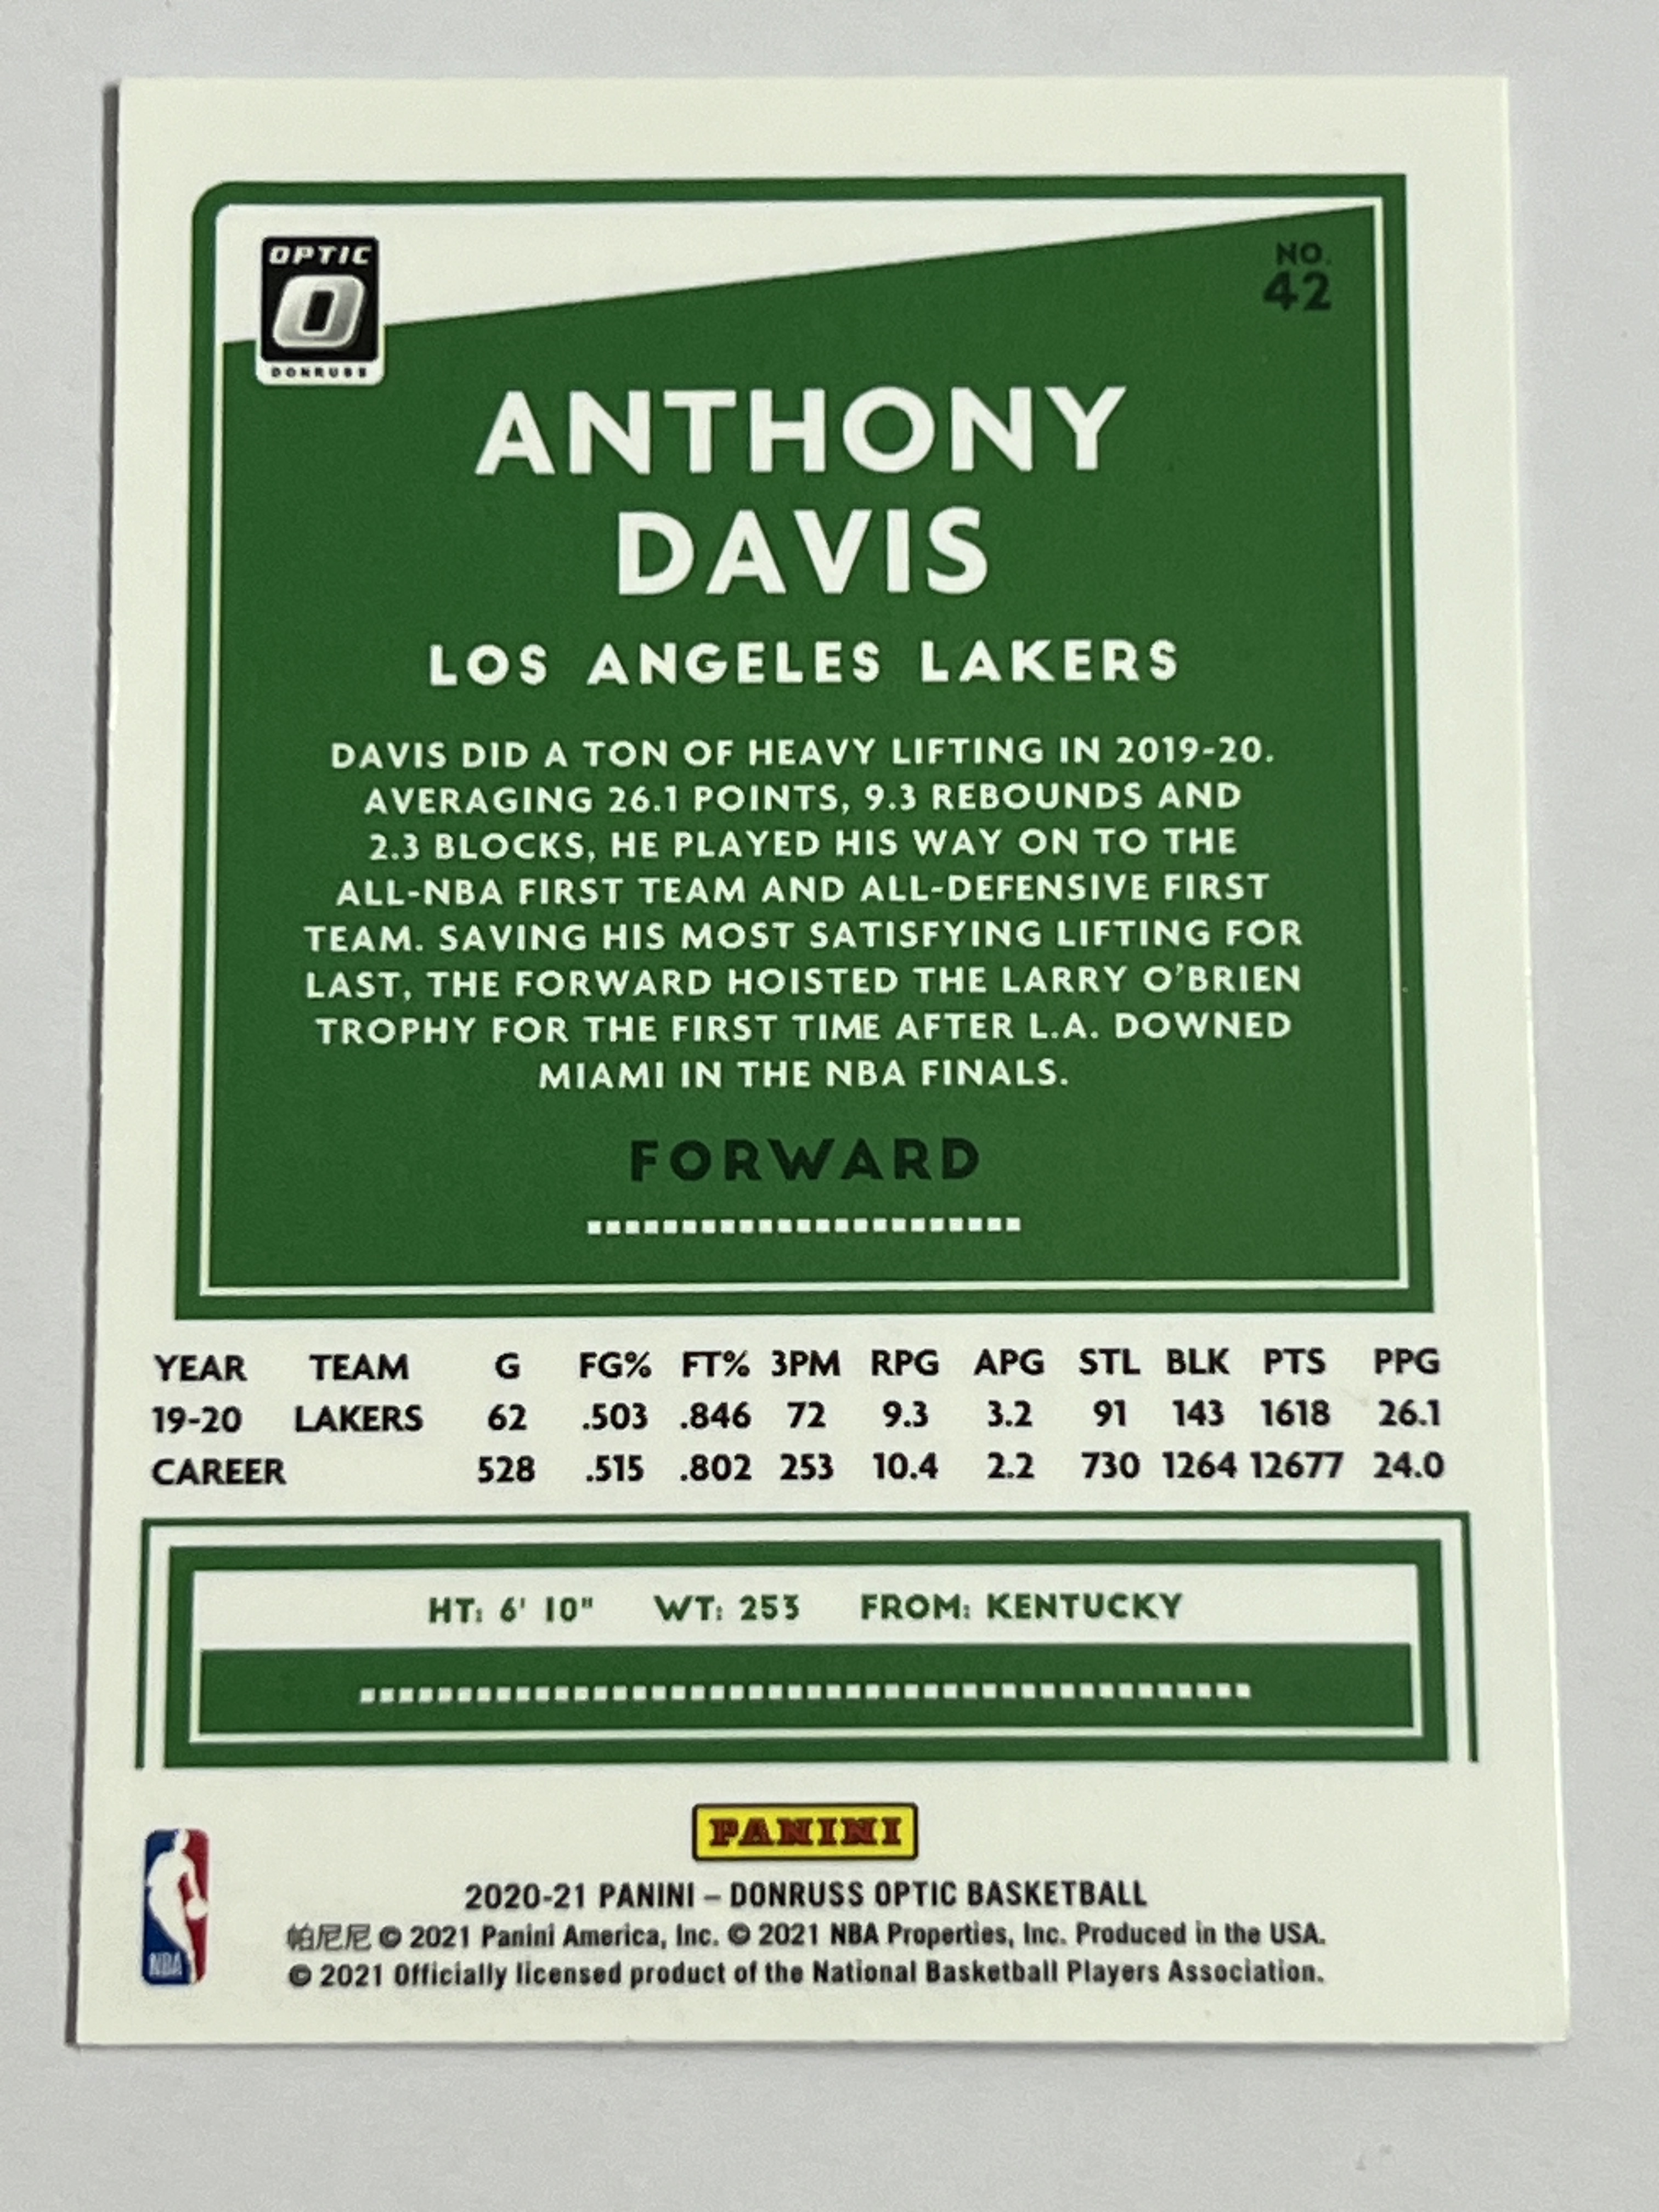 OPTIC
O
DONRUSS
NO.
42
ANTHONY
DAVIS
LOS ANGELES LAKERS
DAVIS DID A TON OF HEAVY LIFTING IN 2019-20.
AVERAGING 26.1 POINTS, 9.3 REBOUNDS AND
2.3 BLOCKS, HE PLAYED HIS WAY ON TO THE
ALL-NBA FIRST TEAM AND ALL-DEFENSIVE FIRST
TEAM. SAVING HIS MOST SATISFYING LIFTING FOR
LAST, THE FORWARD HOISTED THE LARRY O'BRIEN
TROPHY FOR THE FIRST TIME AFTER L.A. DOWNED
MIAMI IN THE NBA FINALS.
FORWARD
YEAR TEAM G FG% FT% 3PM RPG APG STL BLK PTS PPG
19-20 LAKERS 62 .503 .846 72 9.3 3.2 91 143 1618 26.1
CAREER 528 .515 .802 253 10.4 2.2 730 1264 12677 24.0
HT: 6' 10" WT: 253 FROM: KENTUCKY
PANINI
2020-21 PANINI – DONRUSS OPTIC BASKETBALL
帕尼尼 © 2021 Panini America, Inc. © 2021 NBA Properties, Inc. Produced in the USA.
© 2021 Officially licensed product of the National Basketball Players Association.
NBA